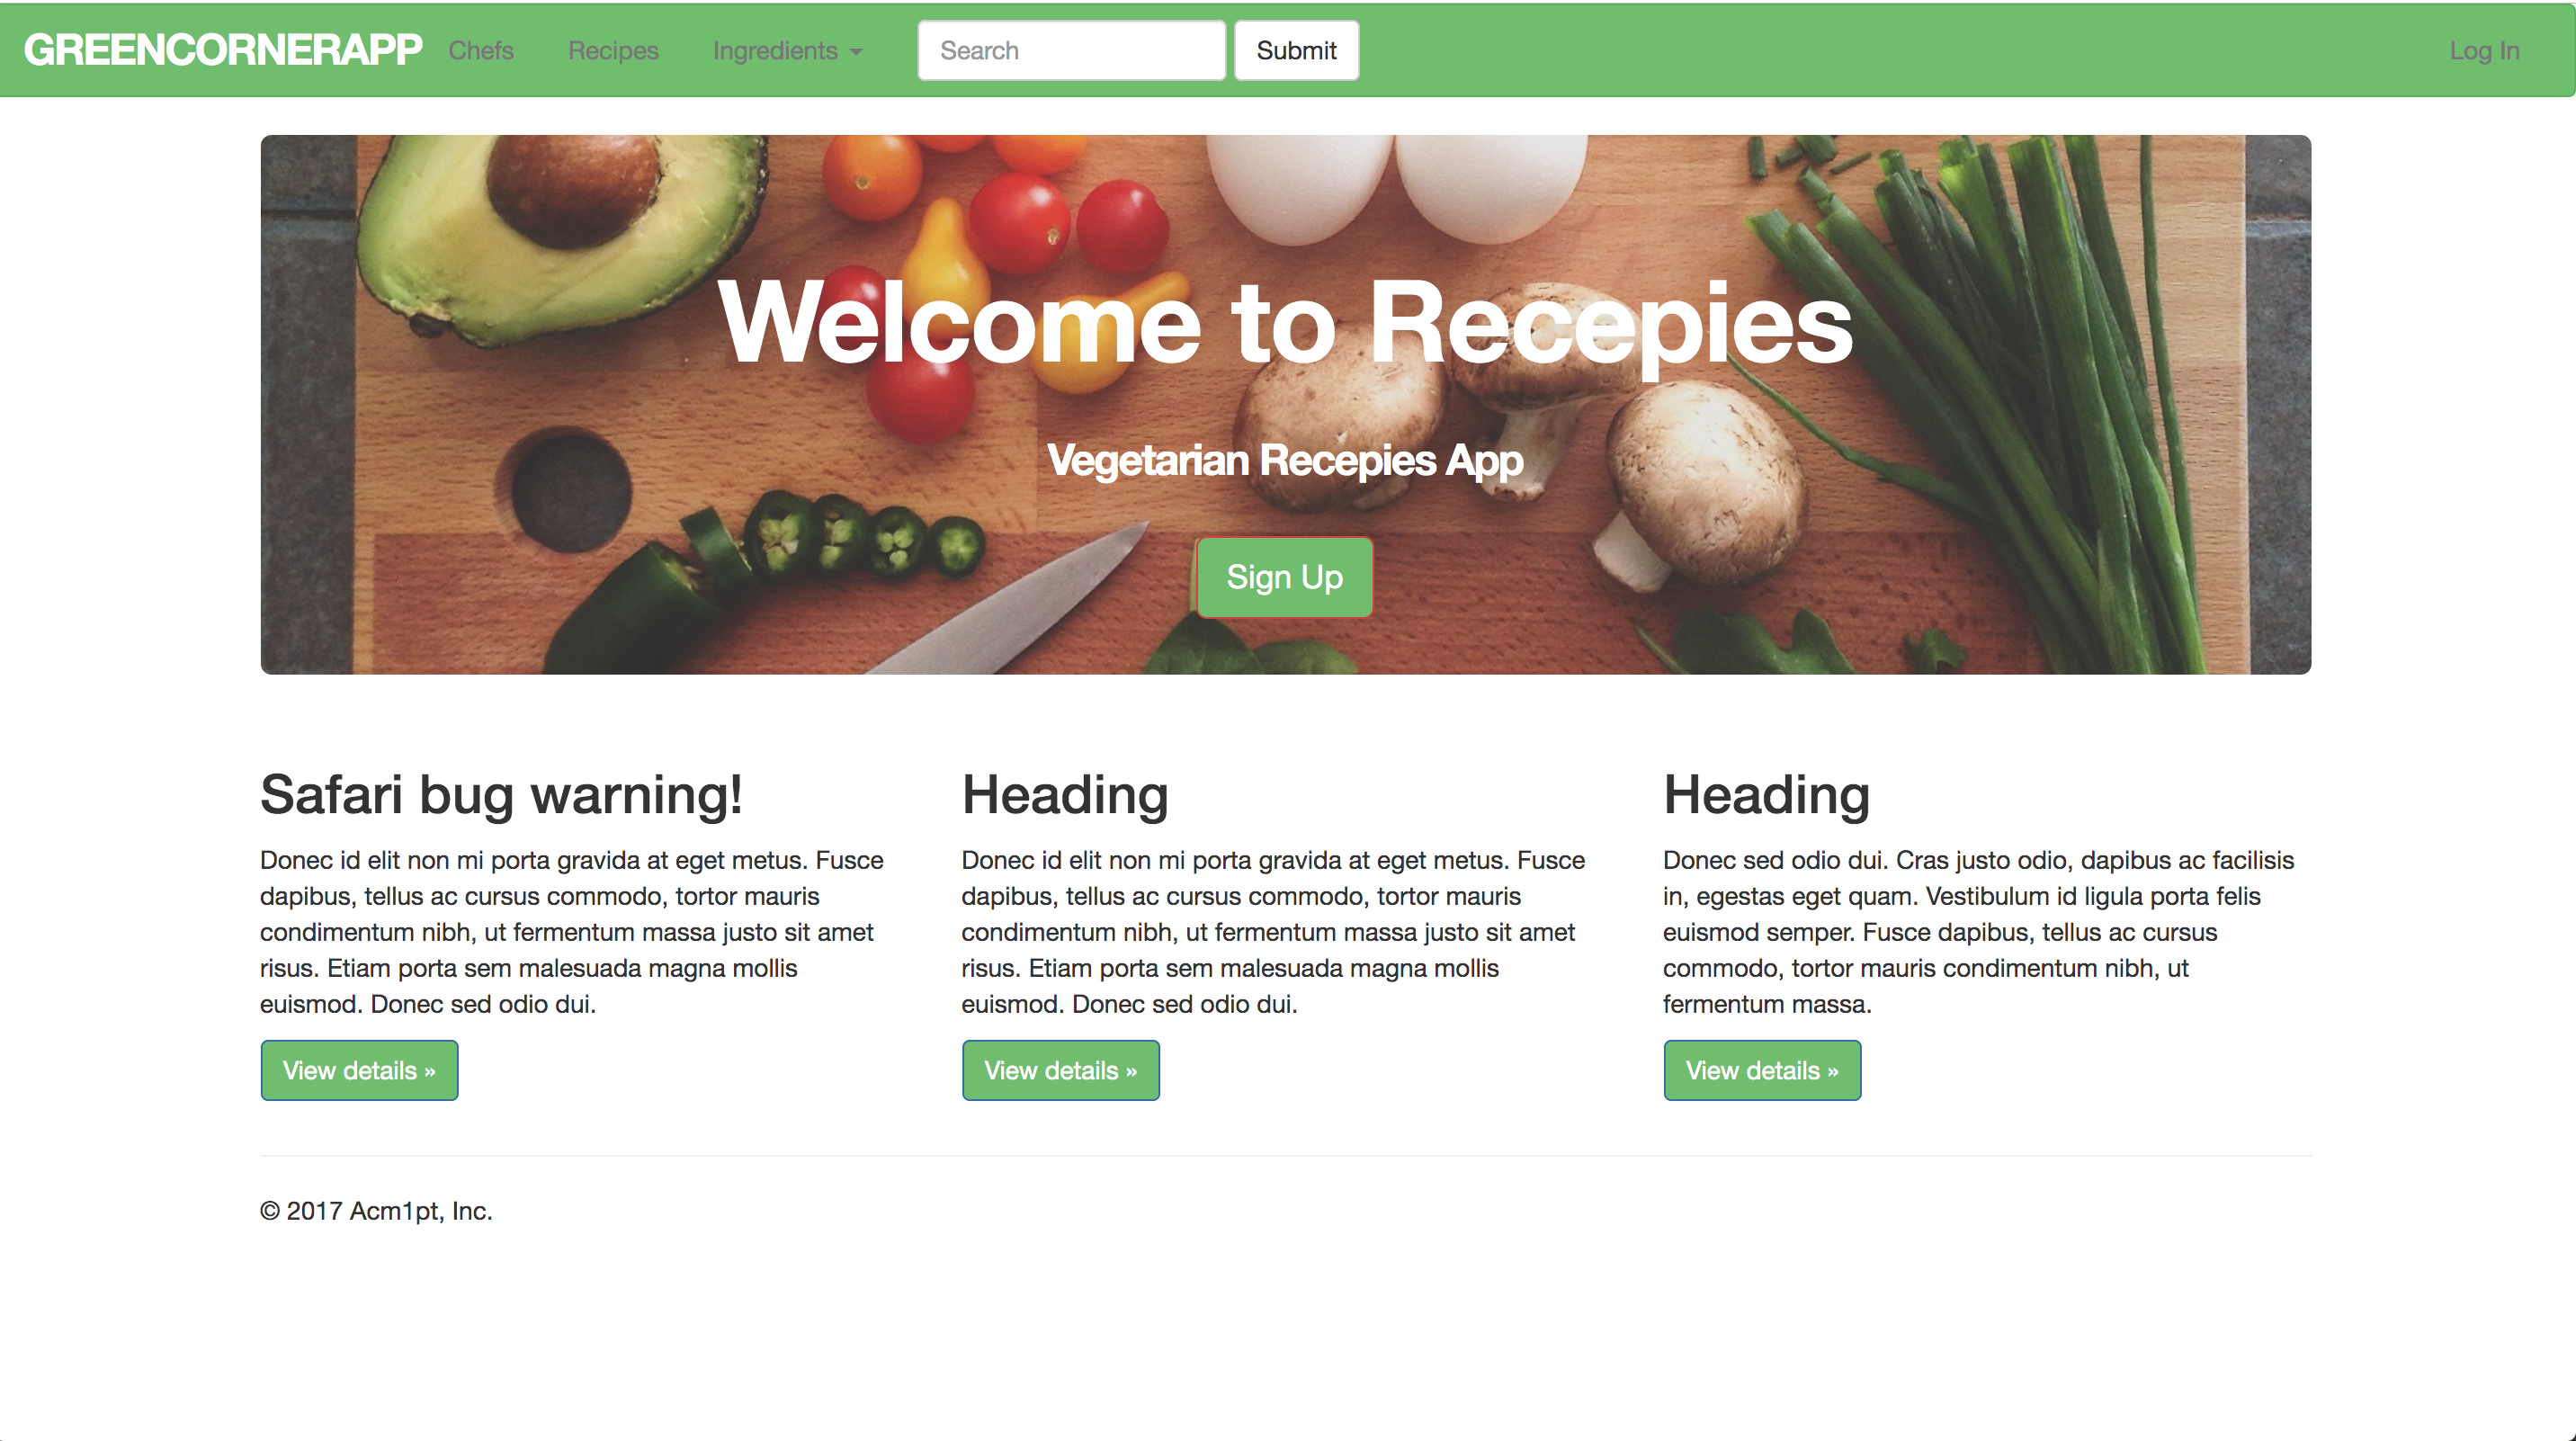 GREENCORNERAPP Chefs Recipes Ingredients Search Submit Log In
Welcome to Recepies
Vegetarian Recepies App
Sign Up
Safari bug warning!
Donec id elit non mi porta gravida at eget metus. Fusce
dapibus, tellus ac cursus commodo, tortor mauris
condimentum nibh, ut fermentum massa justo sit amet
risus. Etiam porta sem malesuada magna mollis
euismod. Donec sed odio dui.
View details »
Heading
Donec id elit non mi porta gravida at eget metus. Fusce
dapibus, tellus ac cursus commodo, tortor mauris
condimentum nibh, ut fermentum massa justo sit amet
risus. Etiam porta sem malesuada magna mollis
euismod. Donec sed odio dui.
View details »
Heading
Donec sed odio dui. Cras justo odio, dapibus ac facilisis
in, egestas eget quam. Vestibulum id ligula porta felis
euismod semper. Fusce dapibus, tellus ac cursus
commodo, tortor mauris condimentum nibh, ut
fermentum massa.
View details »
© 2017 Acm1pt, Inc.